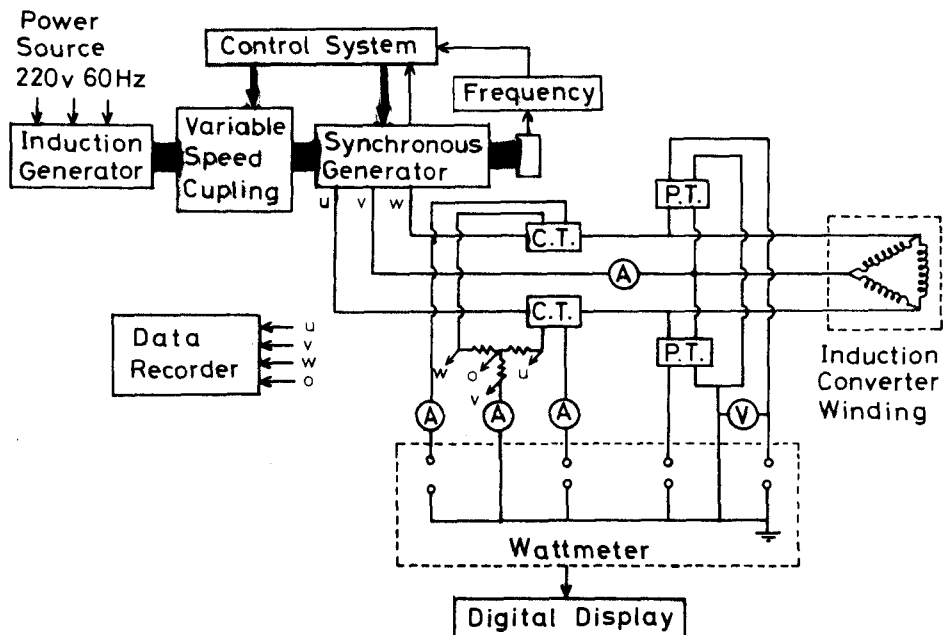 Power
Source
220v 60Hz
Control System
Frequency
Induction
Generator
Variable
Speed
Cupling
Synchronous
Generator
u
v
w
P.T.
C.T.
A
C.T.
P.T.
Induction
Converter
Winding
Data
Recorder
u
v
w
o
w
o
u
v
A
A
A
V
Wattmeter
Digital Display